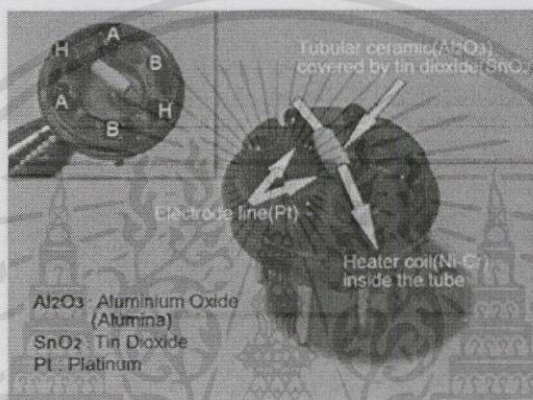 A
H
B
A
H
B
Tubular ceramic(Al2O3)
covered by tin dioxide(SnO2)
Electrode line(Pt)
Heater coil(Ni-Cr)
inside the tube
Al2O3 : Aluminium Oxide
(Alumina)
SnO2 : Tin Dioxide
Pt : Platinum